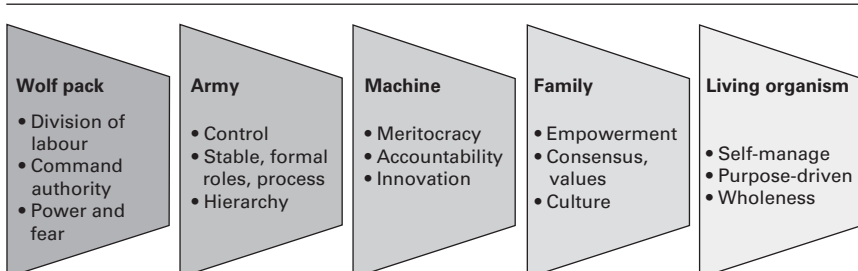 Wolf pack
• Division of
labour
• Command
authority
• Power and
fear
Army
• Control
• Stable, formal
roles, process
• Hierarchy
Machine
• Meritocracy
• Accountability
• Innovation
Family
• Empowerment
• Consensus,
values
• Culture
Living organism
• Self-manage
• Purpose-driven
• Wholeness